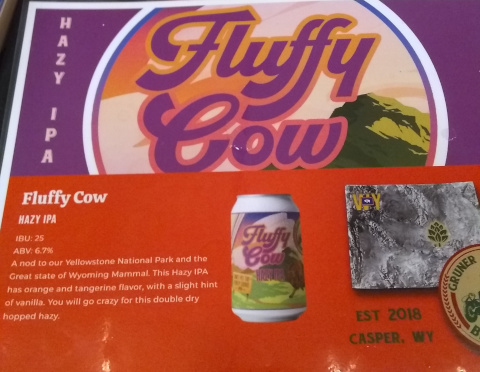 HAZY IPA
Fluffy
Cow
Fluffy Cow
HAZY IPA
IBU: 25
ABV: 6.7%
A nod to our Yellowstone National Park and the
Great state of Wyoming Mammal. This Hazy IPA
has orange and tangerine flavor, with a slight hint
of vanilla. You will go crazy for this double dry
hopped hazy.
Fluffy
Cow
EST 2018
CASPER, WY
GRUNER